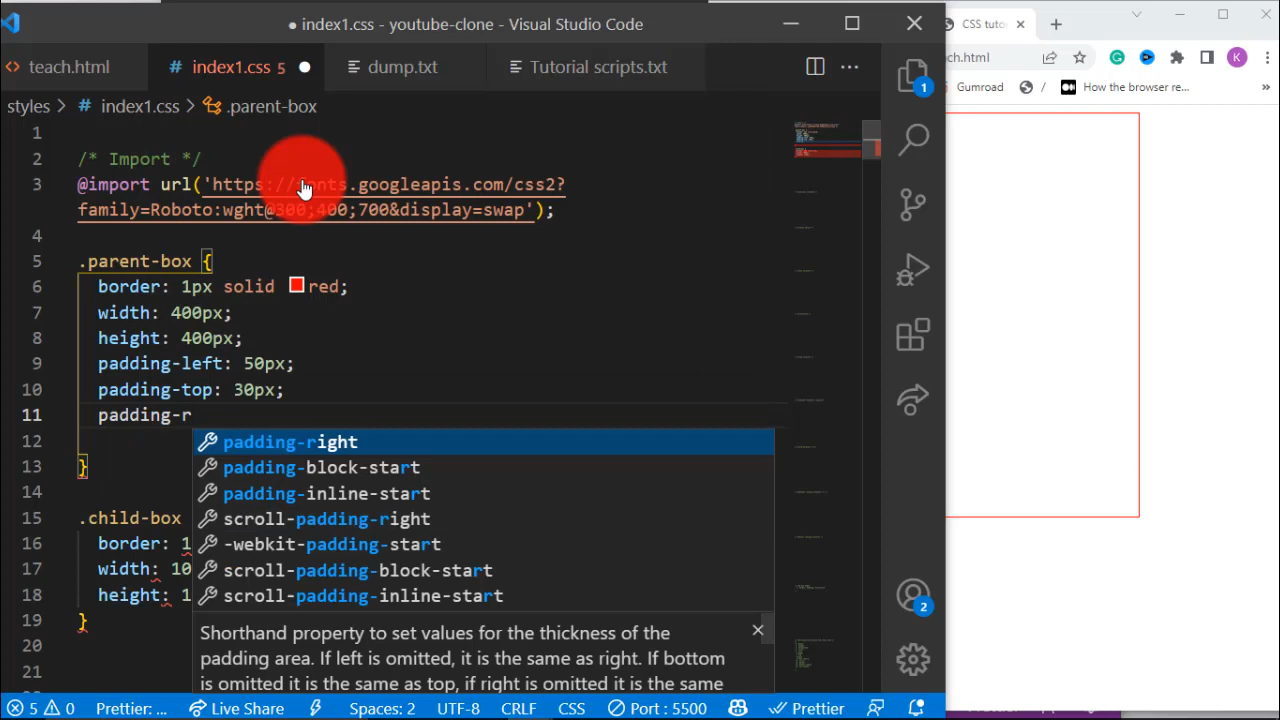 index1.css - youtube-clone - Visual Studio Code
teach.html
# index1.css 5
dump.txt
Tutorial scripts.txt
styles > # index1.css > .parent-box
1
2 /* Import */
3 @import url('https://fonts.googleapis.com/css2?
family=Roboto:wght@300;400;700&display=swap');
4
5 .parent-box {
6 border: 1px solid red;
7 width: 400px;
8 height: 400px;
9 padding-left: 50px;
10 padding-top: 30px;
11 padding-r
12
13 }
14
15 .child-box
16 border: 1
17 width: 10
18 height: 1
19 }
20
21
padding-right
padding-block-start
padding-inline-start
scroll-padding-right
-webkit-padding-start
scroll-padding-block-start
scroll-padding-inline-start
Shorthand property to set values for the thickness of the
padding area. If left is omitted, it is the same as right. If bottom
is omitted it is the same as top, if right is omitted it is the same
1
2
5 0 Prettier: ... Live Share Spaces: 2 UTF-8 CRLF CSS Port : 5500 Prettier
CSS tuto
ch.html
K
Gumroad / How the browser re... »